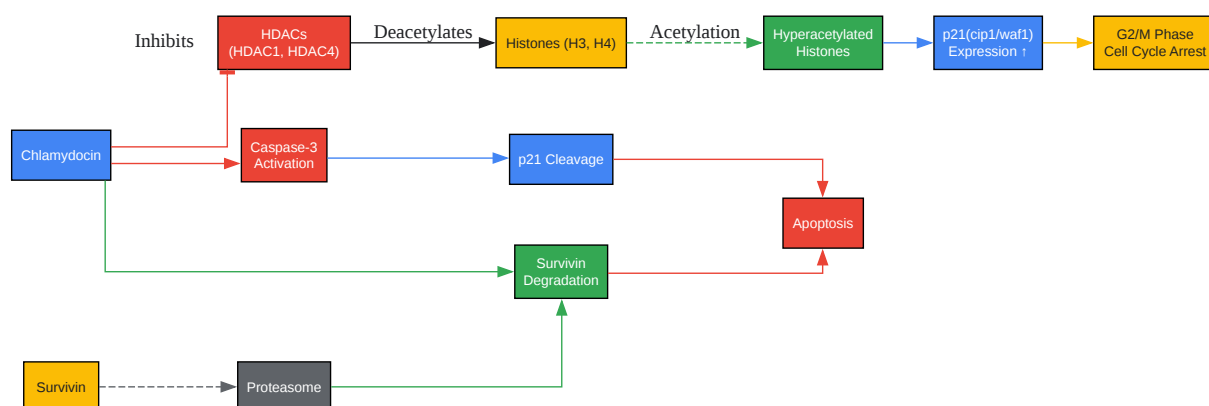 Inhibits
HDACs
(HDAC1, HDAC4)
Deacetylates
Histones (H3, H4)
Acetylation
Hyperacetylated
Histones
p21(cip1/waf1)
Expression ↑
G2/M Phase
Cell Cycle Arrest
Chlamydocin
Caspase-3
Activation
p21 Cleavage
Apoptosis
Survivin
Degradation
Survivin
Proteasome